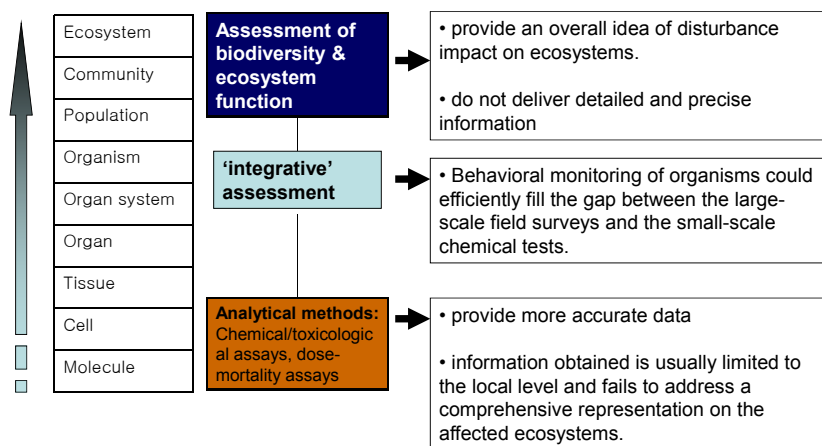 Ecosystem
Community
Population
Organism
Organ system
Organ
Tissue
Cell
Molecule
Assessment of
biodiversity &
ecosystem
function
‘integrative’
assessment
Analytical methods:
Chemical/toxicologic
al assays, dose-
mortality assays
• provide an overall idea of disturbance
impact on ecosystems.
• do not deliver detailed and precise
information
• Behavioral monitoring of organisms could
efficiently fill the gap between the large-
scale field surveys and the small-scale
chemical tests.
• provide more accurate data
• information obtained is usually limited to
the local level and fails to address a
comprehensive representation on the
affected ecosystems.